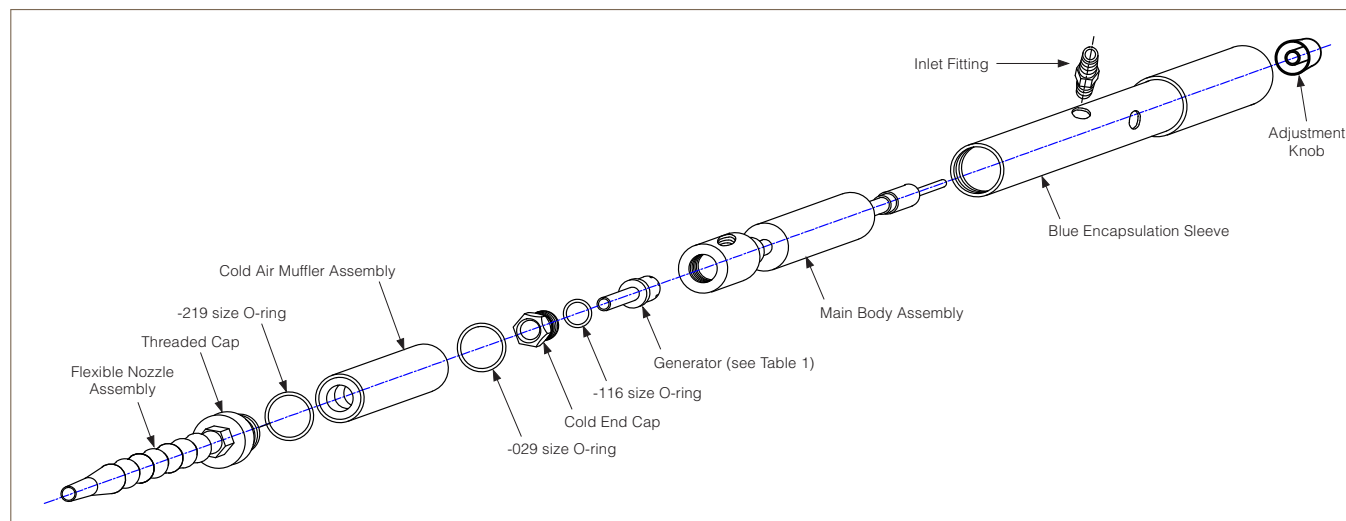 Inlet Fitting
Adjustment
Knob
Blue Encapsulation Sleeve
Main Body Assembly
Cold Air Muffler Assembly
-219 size O-ring
Threaded Cap
Flexible Nozzle
Assembly
Generator (see Table 1)
-116 size O-ring
Cold End Cap
-029 size O-ring